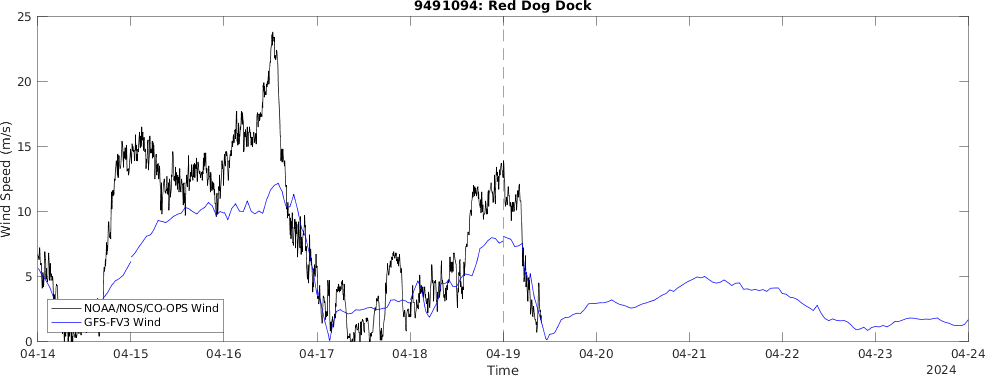 9491094: Red Dog Dock
25
20
15
10
5
0
Wind Speed (m/s)
NOAA/NOS/CO-OPS Wind
GFS-FV3 Wind
04-14 04-15 04-16 04-17 04-18 04-19 04-20 04-21 04-22 04-23 04-24
Time
2024